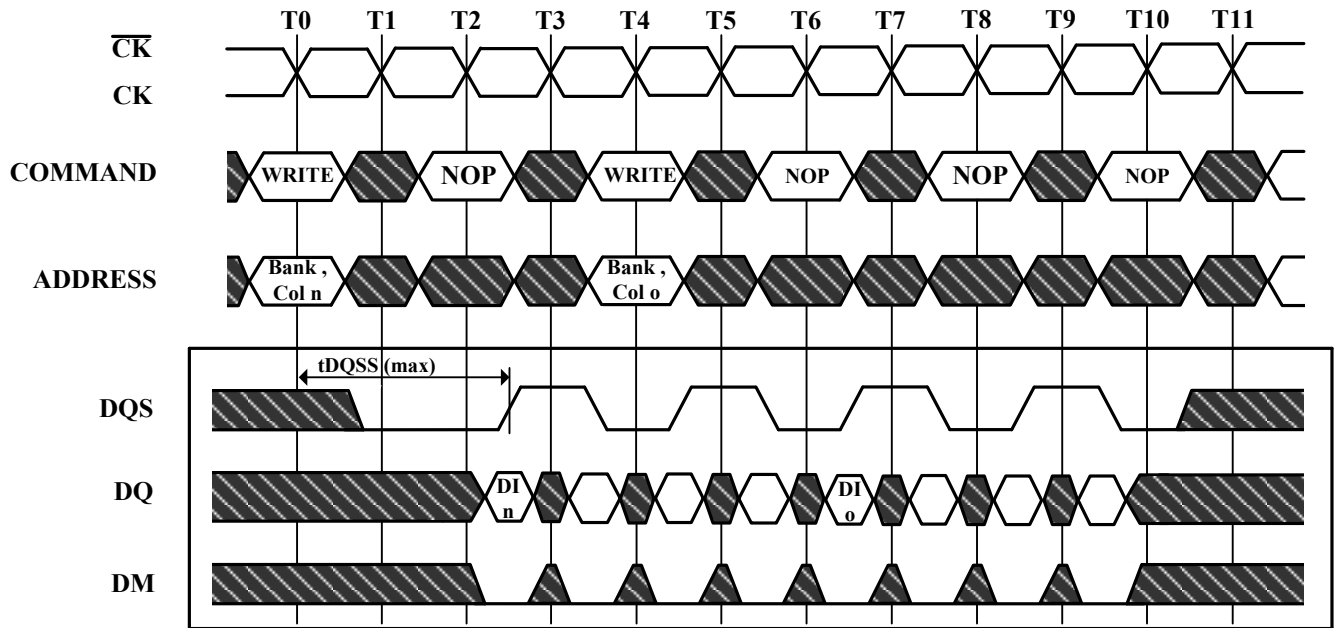 T0 T1 T2 T3 T4 T5 T6 T7 T8 T9 T10 T11
CK
CK
COMMAND WRITE NOP WRITE NOP NOP NOP
ADDRESS Bank , Bank ,
Col n Col o
tDQSS (max)
DQS
DQ DI DI
n o
DM